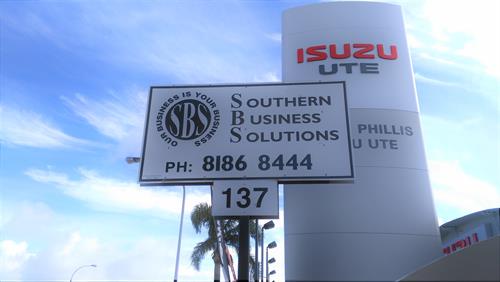 ISUZU
UTE
OUR BUSINESS IS YOUR BUSINESS
SBS
SOUTHERN
BUSINESS
SOLUTIONS
PH: 8186 8444
137
PHILLIS
U UTE